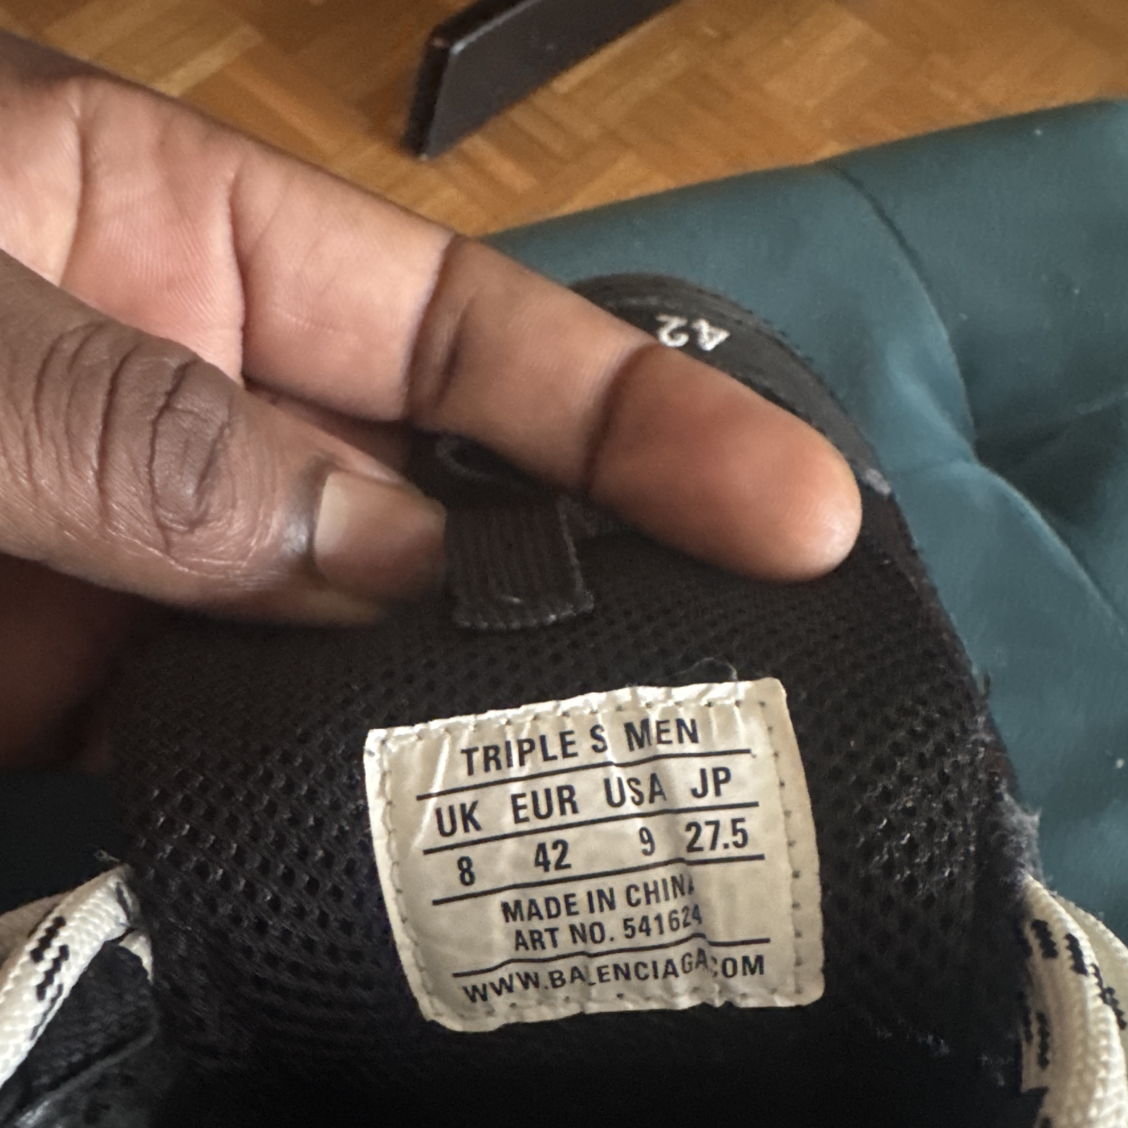 42
TRIPLE S MEN
UK EUR USA JP
8 42 9 27.5
MADE IN CHINA
ART NO. 541624
WWW.BALENCIAGA.COM